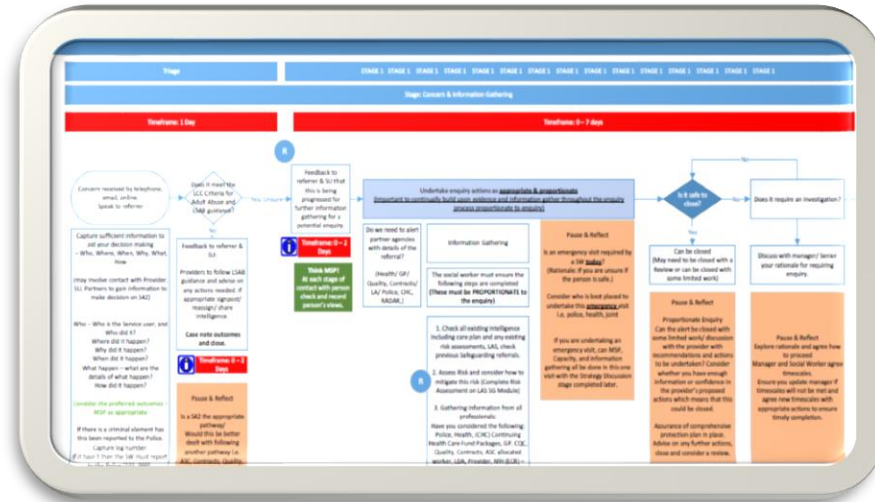 Triage
STAGE 1 STAGE 1 STAGE 1 STAGE 1 STAGE 1 STAGE 1 STAGE 1 STAGE 1 STAGE 1 STAGE 1 STAGE 1 STAGE 1 STAGE 1 STAGE 1 STAGE 1
Stage: Concern & Information Gathering
Timeframe: 1 Day
Timeframe: 0 – 7 days
Concern received by telephone,
email, online
Speak to referrer
Does it meet the
LCC Criteria for
Adult Abuse and
LSAB guidance?
R
Feedback to
referrer & SU that
this is being
progressed for
further information
gathering for a
potential enquiry.
Undertake enquiry actions as appropriate & proportionate
(Important to continually build upon evidence and information gather throughout the enquiry
process proportionate to enquiry)
Is it safe to
close?
No
Does it require an investigation?
No
Yes
Capture sufficient information to
aid your decision making
– Who, Where, When, Why, What,
How
(may involve contact with Provider,
SU, Partners to gain information to
make decision on SA2)
Who – Who is the Service user, and
Who did it?
Where did it happen?
Why did it happen?
When did it happen?
What happen – what are the
details of what happened?
How did it happen?
Consider the preferred outcomes –
MSP as appropriate
If there is a criminal element has
this been reported to the Police.
Capture log number
No
Feedback to referrer &
SU
Providers to follow LSAB
guidance and advise on
any actions needed. If
appropriate signpost/
reassign/ share
intelligence
Case note outcomes
and close.
Days
Pause & Reflect
Is a SA2 the appropriate
pathway/
Would this be better
dealt with following
another pathway i.e.
ASC, Contracts, Quality,
Think MSP!
At each stage of
contact with person
check and record
person's views.
Do we need to alert
partner agencies
with details of the
referral?
(Health/ GP/
Quality, Contracts/
LA/ Police, CHC,
RADAR,)
Information Gathering
The social worker must ensure the
following steps are completed
(These must be PROPORTIONATE to
the enquiry)
R
1. Check all existing intelligence
including care plan and any existing
risk assessments, LAS, check
previous Safeguarding referrals.
2. Assess Risk and consider how to
mitigate this risk (Complete Risk
Assessment on LAS SG Module)
3. Gathering information from all
professionals:
Have you considered the following:
Police, Health, (CHC) Continuing
Health Care Fund Packages, GP, CQC,
Quality, Contracts, ASC allocated
Pause & Reflect
Is an emergency visit required by
a SW today?
(Rationale: if you are unsure if
the person is safe.)
Consider who is best placed to
undertake this emergency visit
i.e. police, health, joint
If you are undertaking an
emergency visit, can MSP,
Capacity, and Information
gathering all be done in this one
visit with the Strategy Discussion
stage completed later.
Can be closed
(May need to be closed with a
Review or can be closed with
some limited work)
Pause & Reflect
Proportionate Enquiry
Can the alert be closed with
some limited work/ discussion
with the provider with
recommendations and actions
to be undertaken? Consider
whether you have enough
information or confidence in
the provider's proposed
actions which means that this
could be closed.
Assurance of comprehensive
protection plan in place.
Advise on any further actions,
close and consider a review.
Discuss with manager/ Senior
your rationale for requiring
enquiry.
Pause & Reflect
Explore rationale and agree how
to proceed
Manager and Social Worker agree
timescales.
Ensure you update manager if
timescales will not be met and
agree new timescales with
appropriate actions to ensure
timely completion.